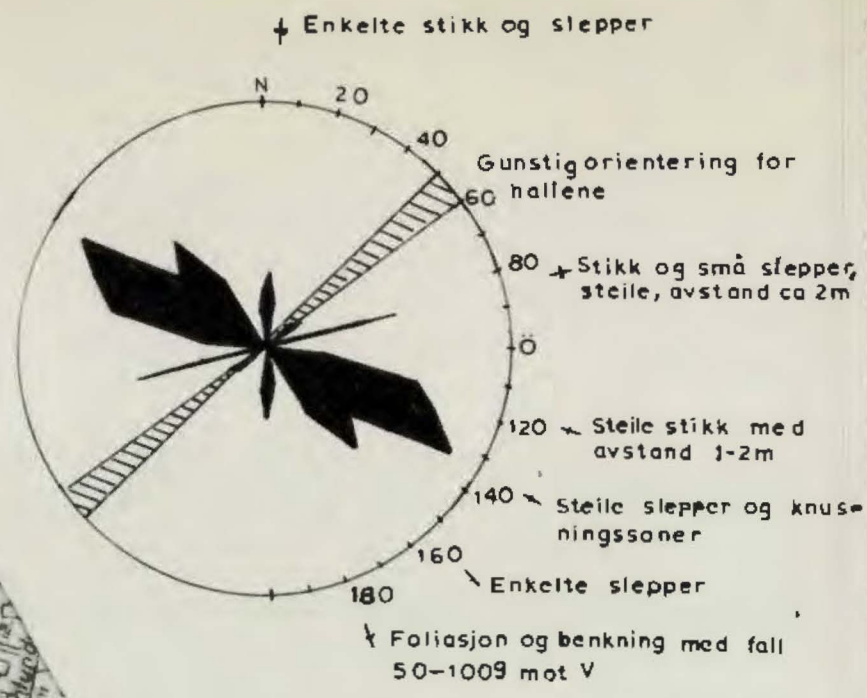 Enkelte stikk og slepper
N
20
40
Gunstig orientering for
hallene
60
80
Stikk og små slepper,
steile, avstand ca 2m
Ö
120
Steile stikk med
avstand 1-2m
140
Steile slepper og knus-
ningssoner
160
Enkelte slepper
180
Foliasjon og benkning med fall
50-100g mot V